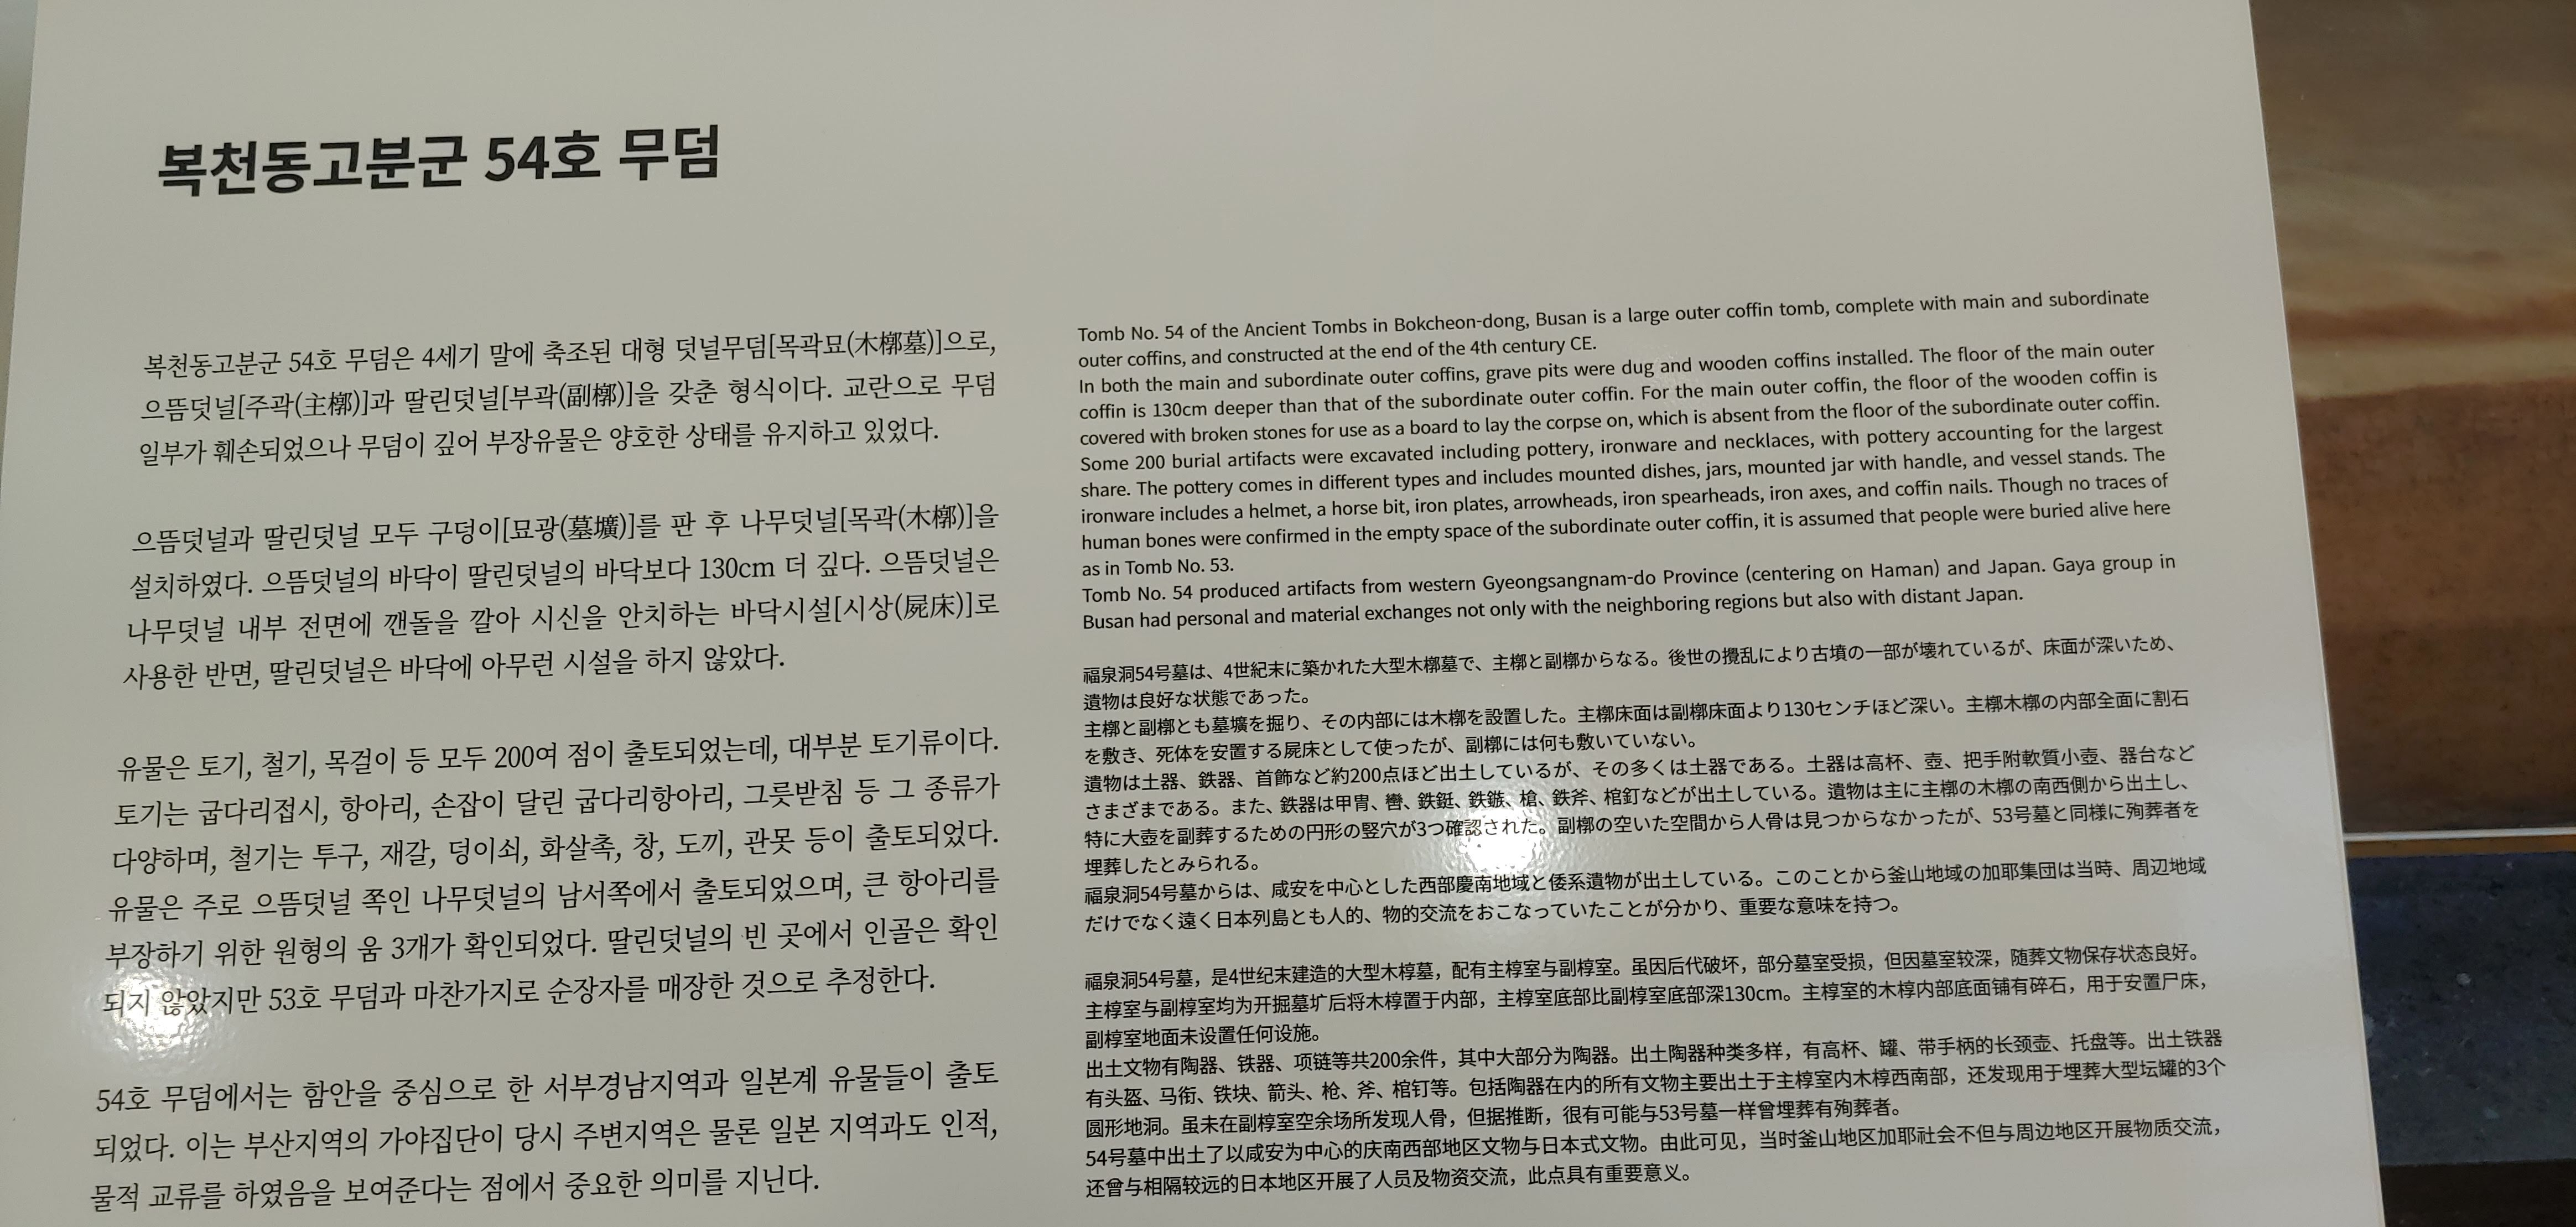 복천동고분군 54호 무덤
복천동고분군 54호 무덤은 4세기 말에 축조된 대형 덧널무덤[목곽묘(木槨墓)]으로,
으뜸덧널[주곽(主槨)]과 딸린덧널[부곽(副槨)]을 갖춘 형식이다. 교란으로 무덤
일부가 훼손되었으나 무덤이 깊어 부장유물은 양호한 상태를 유지하고 있었다.
으뜸덧널과 딸린덧널 모두 구덩이[묘광(墓壙)]를 판 후 나무덧널[목곽(木槨)]을
설치하였다. 으뜸덧널의 바닥이 딸린덧널의 바닥보다 130cm 더 깊다. 으뜸덧널은
나무덧널 내부 전면에 깬돌을 깔아 시신을 안치하는 바닥시설[시상(屍床)]로
사용한 반면, 딸린덧널은 바닥에 아무런 시설을 하지 않았다.
유물은 토기, 철기, 목걸이 등 모두 200여 점이 출토되었는데, 대부분 토기류이다.
토기는 굽다리접시, 항아리, 손잡이 달린 굽다리항아리, 그릇받침 등 그 종류가
다양하며, 철기는 투구, 재갈, 덩이쇠, 화살촉, 창, 도끼, 관못 등이 출토되었다.
유물은 주로 으뜸덧널 쪽인 나무덧널의 남서쪽에서 출토되었으며, 큰 항아리를
부장하기 위한 원형의 움 3개가 확인되었다. 딸린덧널의 빈 곳에서 인골은 확인
되지 않았지만 53호 무덤과 마찬가지로 순장자를 매장한 것으로 추정한다.
54호 무덤에서는 함안을 중심으로 한 서부경남지역과 일본계 유물들이 출토
되었다. 이는 부산지역의 가야집단이 당시 주변지역은 물론 일본 지역과도 인적,
물적 교류를 하였음을 보여준다는 점에서 중요한 의미를 지닌다.
Tomb No. 54 of the Ancient Tombs in Bokcheon-dong, Busan is a large outer coffin tomb, complete with main and subordinate
outer coffins, and constructed at the end of the 4th century CE.
In both the main and subordinate outer coffins, grave pits were dug and wooden coffins installed. The floor of the main outer
coffin is 130cm deeper than that of the subordinate outer coffin. For the main outer coffin, the floor of the wooden coffin is
covered with broken stones for use as a board to lay the corpse on, which is absent from the floor of the subordinate outer coffin.
Some 200 burial artifacts were excavated including pottery, ironware and necklaces, with pottery accounting for the largest
share. The pottery comes in different types and includes mounted dishes, jars, mounted jar with handle, and vessel stands. The
ironware includes a helmet, a horse bit, iron plates, arrowheads, iron spearheads, iron axes, and coffin nails. Though no traces of
human bones were confirmed in the empty space of the subordinate outer coffin, it is assumed that people were buried alive here
as in Tomb No. 53.
Tomb No. 54 produced artifacts from western Gyeongsangnam-do Province (centering on Haman) and Japan. Gaya group in
Busan had personal and material exchanges not only with the neighboring regions but also with distant Japan.
福泉洞54号墓は、4世紀末に築かれた大型木槨墓で、主槨と副槨からなる。後世の攪乱により古墳の一部が壊れているが、床面が深いため、
遺物は良好な状態であった。
主槨と副槨とも墓壙を掘り、その内部には木槨を設置した。主槨床面は副槨床面より130センチほど深い。主槨木槨の内部全面に割石
を敷き、死体を安置する屍床として使ったが、副槨には何も敷いていない。
遺物は土器、鉄器、首飾など約200点ほど出土しているが、その多くは土器である。土器は高杯、壺、把手附軟質小壺、器台など
さまざまである。また、鉄器は甲冑、轡、鉄鋌、鉄鏃、槍、鉄斧、棺釘などが出土している。遺物は主に主槨の木槨の南西側から出土し、
特に大壺を副葬するための円形の竪穴が3つ確認された。副槨の空いた空間から人骨は見つからなかったが、53号墓と同様に殉葬者を
埋葬したとみられる。
福泉洞54号墓からは、咸安を中心とした西部慶南地域と倭系遺物が出土している。このことから釜山地域の加耶集団は当時、周辺地域
だけでなく遠く日本列島とも人的、物的交流をおこなっていたことが分かり、重要な意味を持つ。
福泉洞54号墓，是4世纪末建造的大型木椁墓，配有主椁室与副椁室。虽因后代破坏，部分墓室受损，但因墓室较深，随葬文物保存状态良好。
主椁室与副椁室均为开掘墓圹后将木椁置于内部，主椁室底部比副椁室底部深130cm。主椁室的木椁内部底面铺有碎石，用于安置尸床，
副椁室地面未设置任何设施。
出土文物有陶器、铁器、项链等共200余件，其中大部分为陶器。出土陶器种类多样，有高杯、罐、带手柄的长颈壶、托盘等。出土铁器
有头盔、马衔、铁块、箭头、枪、斧、棺钉等。包括陶器在内的所有文物主要出土于主椁室内木椁西南部，还发现用于埋葬大型坛罐的3个
圆形地洞。虽未在副椁室空余场所发现人骨，但据推断，很有可能与53号墓一样曾埋葬有殉葬者。
54号墓中出土了以咸安为中心的庆南西部地区文物与日本式文物。由此可见，当时釜山地区加耶社会不但与周边地区开展物质交流，
还曾与相隔较远的日本地区开展了人员及物资交流，此点具有重要意义。